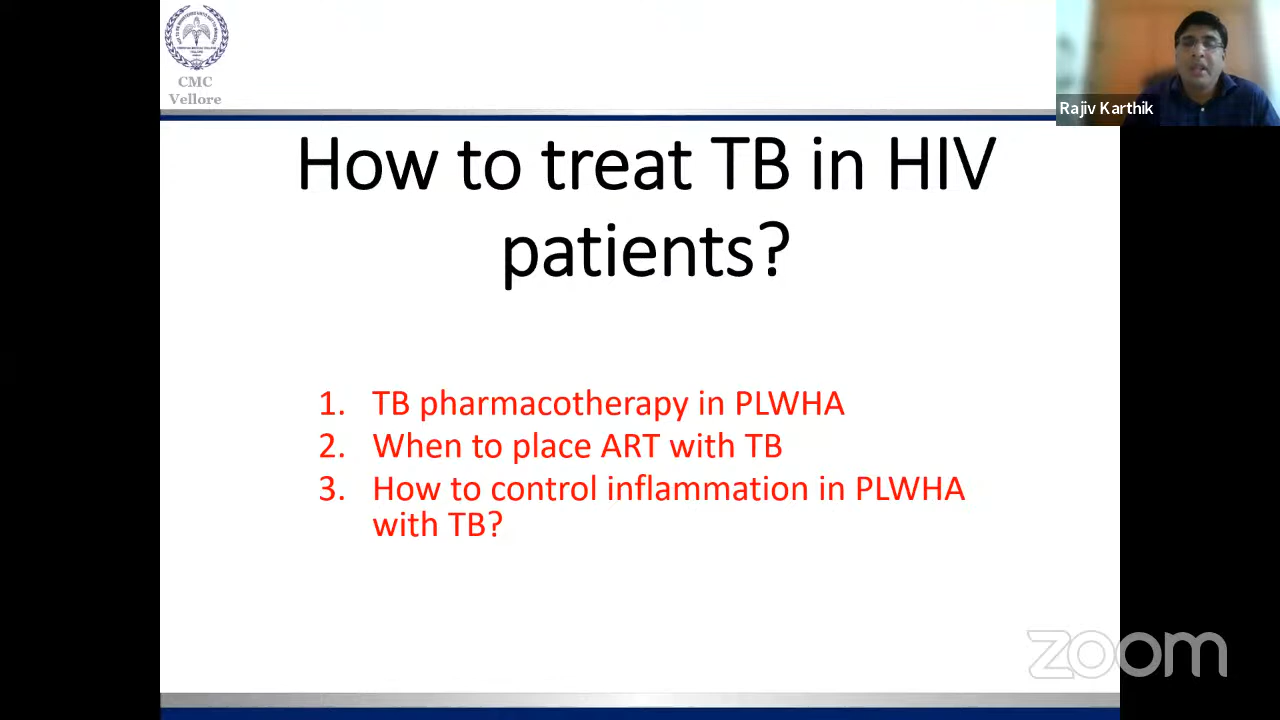 CMC
Vellore
Rajiv Karthik
How to treat TB in HIV
patients?
1. TB pharmacotherapy in PLWHA
2. When to place ART with TB
3. How to control inflammation in PLWHA
with TB?
zoom